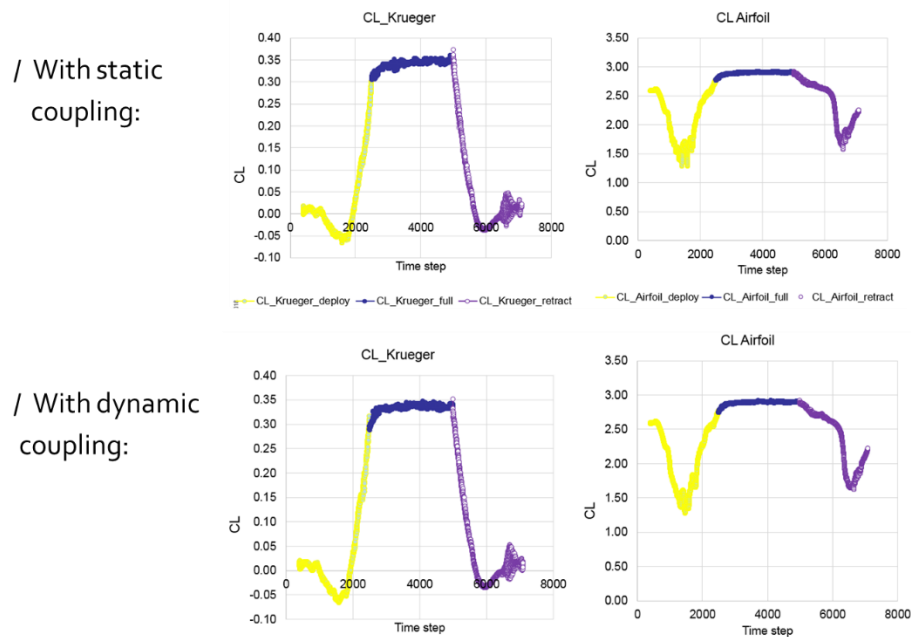 / With static
coupling:
CL_Krueger
0.40
0.35
0.30
0.25
0.20
0.15
0.10
0.05
0.00
-0.05
-0.10
CL
0 2000 4000 6000 8000
Time step
CL_Krueger_deploy CL_Krueger_full CL_Krueger_retract
CL Airfoil
3.50
3.00
2.50
2.00
1.50
1.00
0.50
0.00
CL
0 2000 4000 6000 8000
Time step
CL_Airfoil_deploy CL_Airfoil_full CL_Airfoil_retract
/ With dynamic
coupling:
CL_Krueger
0.40
0.35
0.30
0.25
0.20
0.15
0.10
0.05
0.00
-0.05
-0.10
CL
0 2000 4000 6000 8000
Time step
CL Airfoil
3.50
3.00
2.50
2.00
1.50
1.00
0.50
0.00
CL
0 2000 4000 6000 8000
Time step